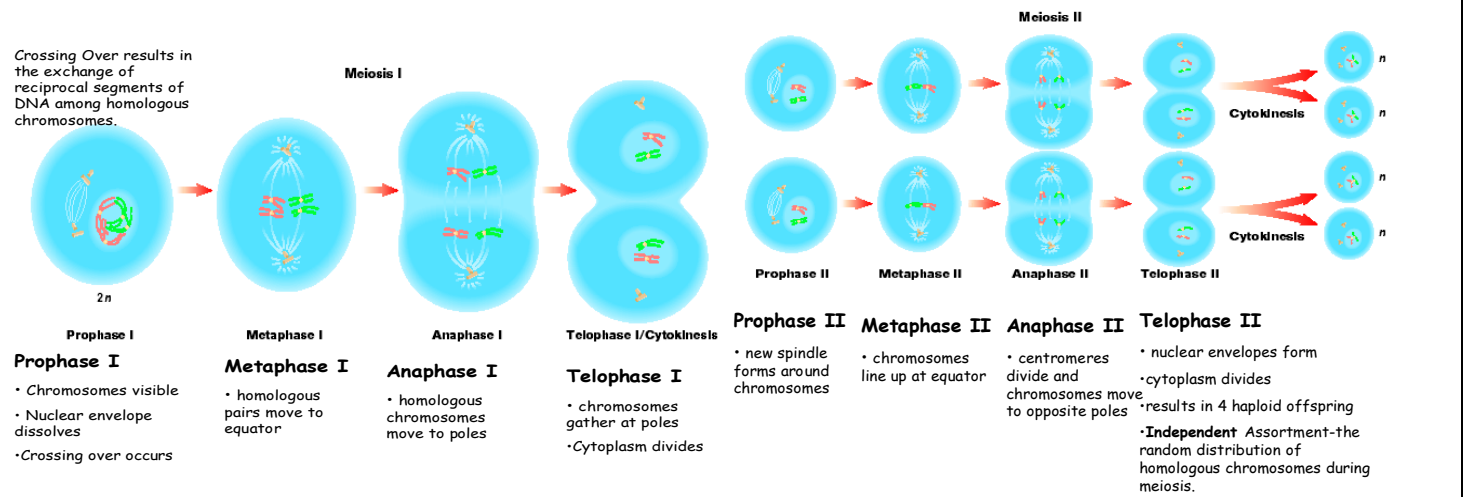 Crossing Over results in
the exchange of
reciprocal segments of
DNA among homologous
chromosomes.
Meiosis I
2n
Prophase I
Metaphase I
Anaphase I
Telophase I/Cytokinesis
Prophase I
• Chromosomes visible
• Nuclear envelope
dissolves
•Crossing over occurs
Metaphase I
• homologous
pairs move to
equator
Anaphase I
• homologous
chromosomes
move to poles
Telophase I
• chromosomes
gather at poles
•Cytoplasm divides
Meiosis II
n
Cytokinesis
n
n
Cytokinesis
n
Prophase II
Metaphase II
Anaphase II
Telophase II
Prophase II
• new spindle
forms around
chromosomes
Metaphase II
• chromosomes
line up at equator
Anaphase II
• centromeres
divide and
chromosomes move
to opposite poles
Telophase II
• nuclear envelopes form
•cytoplasm divides
•results in 4 haploid offspring
•Independent Assortment-the
random distribution of
homologous chromosomes during
meiosis.